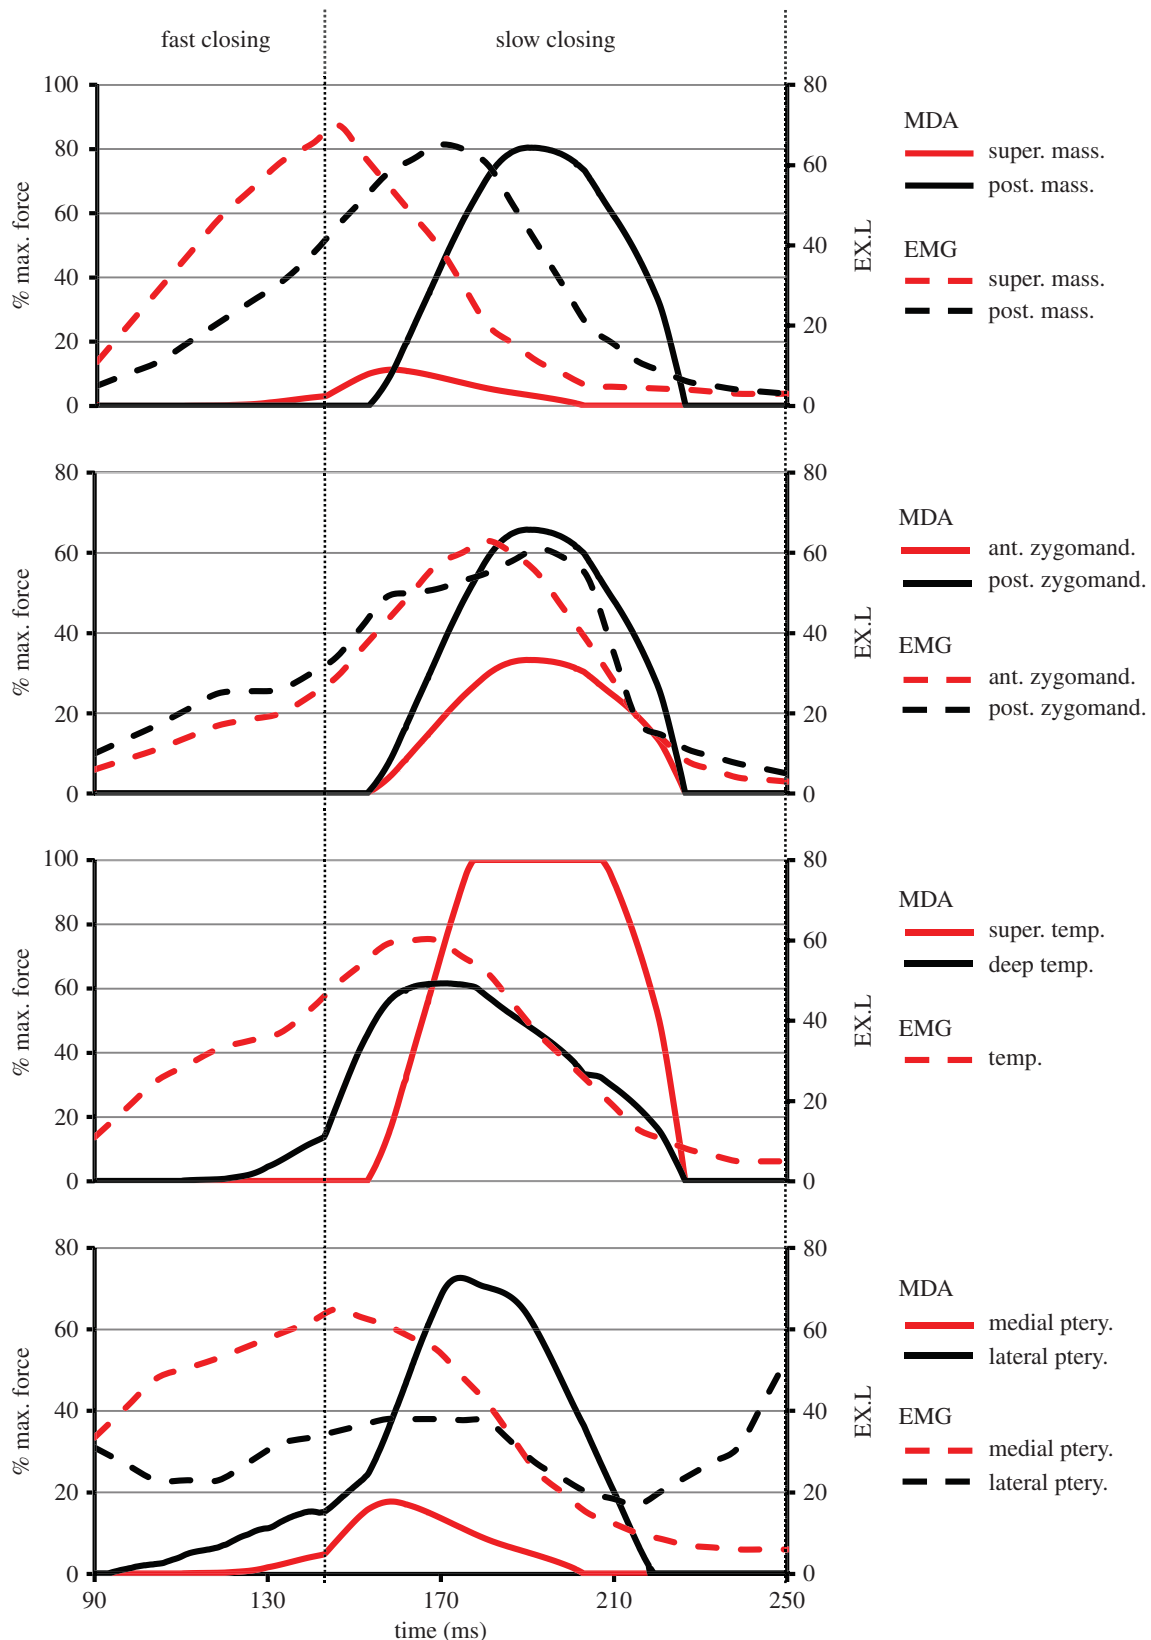 fast closing
slow closing
100
80
60
40
20
0
% max. force
80
60
40
20
0
EX.L
MDA
super. mass.
post. mass.
EMG
super. mass.
post. mass.
80
60
40
20
0
% max. force
80
60
40
20
0
EX.L
MDA
ant. zygomand.
post. zygomand.
EMG
ant. zygomand.
post. zygomand.
100
80
60
40
20
0
% max. force
80
60
40
20
0
EX.L
MDA
super. temp.
deep temp.
EMG
temp.
80
60
40
20
0
% max. force
80
60
40
20
0
EX.L
MDA
medial ptery.
lateral ptery.
EMG
medial ptery.
lateral ptery.
90
130
170
210
250
time (ms)